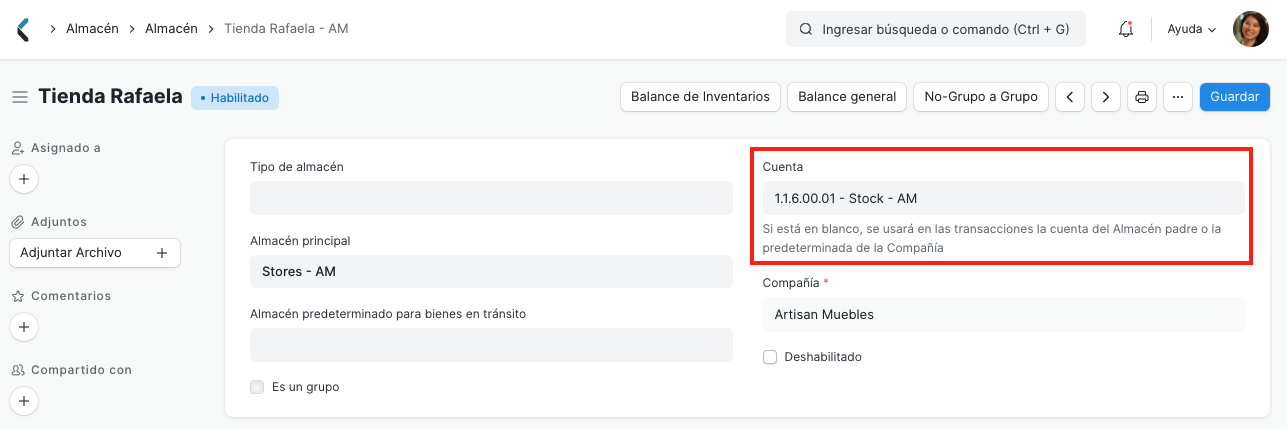 Almacén > Almacén > Tienda Rafaela - AM
Ingresar búsqueda o comando (Ctrl + G)
Ayuda
Tienda Rafaela
• Habilitado
Balance de Inventarios
Balance general
No-Grupo a Grupo
Guardar
Asignado a
Adjuntos
Adjuntar Archivo
Comentarios
Compartido con
Tipo de almacén
Almacén principal
Stores - AM
Almacén predeterminado para bienes en tránsito
Es un grupo
Cuenta
1.1.6.00.01 - Stock - AM
Si está en blanco, se usará en las transacciones la cuenta del Almacén padre o la
predeterminada de la Compañía
Compañía *
Artisan Muebles
Deshabilitado